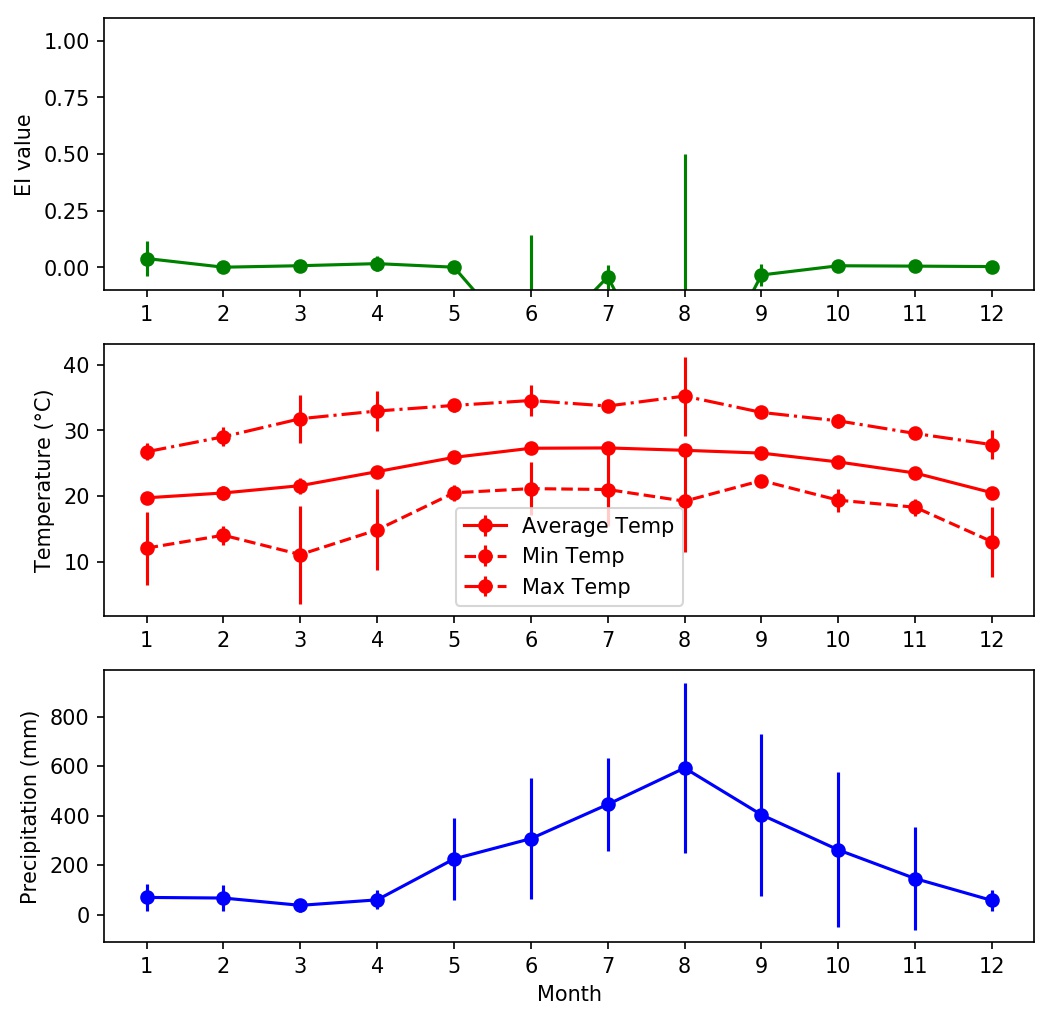 1.00
0.75
0.50
0.25
0.00
EI value
1 2 3 4 5 6 7 8 9 10 11 12
40
30
20
10
Temperature (°C)
Average Temp
Min Temp
Max Temp
1 2 3 4 5 6 7 8 9 10 11 12
800
600
400
200
0
Precipitation (mm)
1 2 3 4 5 6 7 8 9 10 11 12
Month